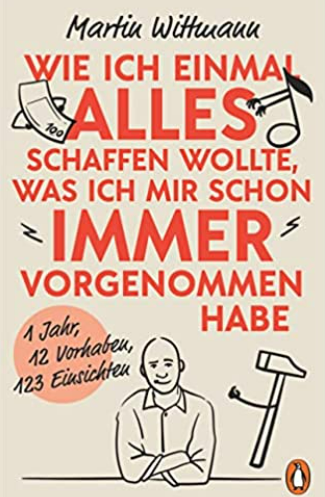 Martin Wittmann
WIE ICH EINMAL
ALLES
SCHAFFEN WOLLTE,
WAS ICH MIR SCHON
IMMER
VORGENOMMEN
HABE
1 Jahr,
12 Vorhaben,
123 Einsichten
100